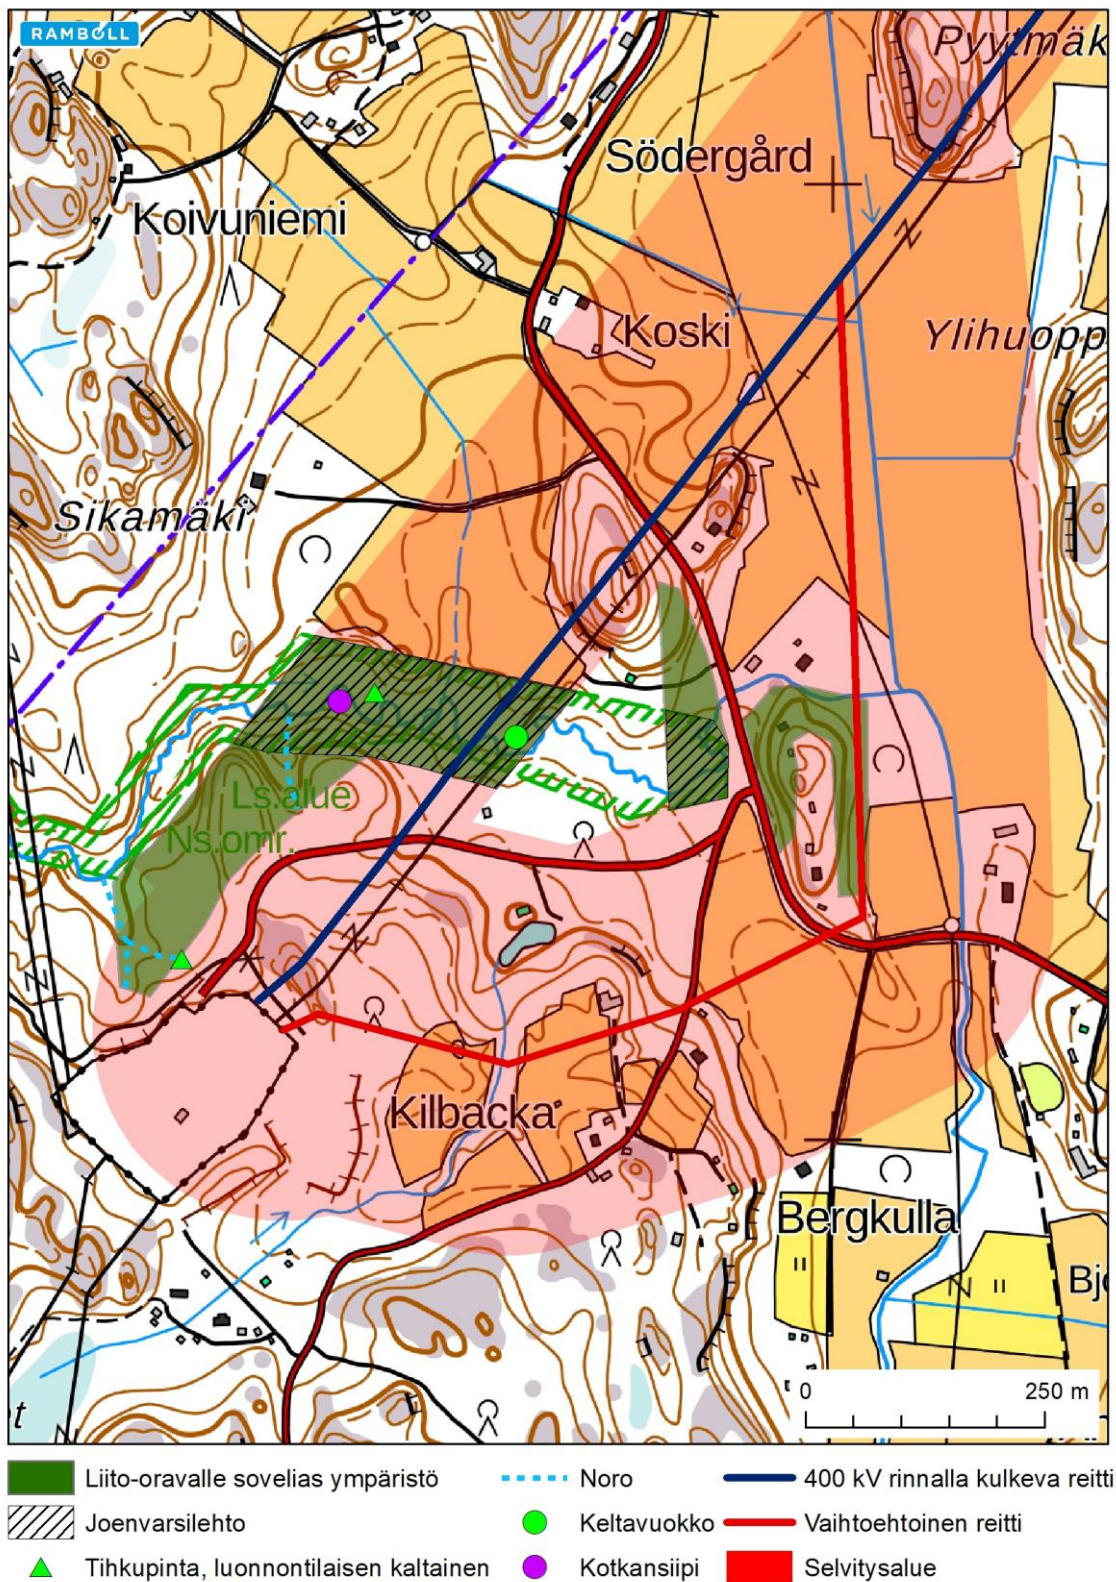 RAMBOLL
Pyytmäk
Södergård
Koivuniemi
Koski
Ylihuopp
Sikamäki
Ls.alue
Ns.omr.
Kilbacka
Bergkulla
Bj
0 250 m
Liito-oravalle sovelias ympäristö
Noro
400 kV rinnalla kulkeva reitti
Joenvarsilehto
Keltavuokko
Vaihtoehtoinen reitti
Tihkupinta, luonnontilaisen kaltainen
Kotkansiipi
Selvitysalue